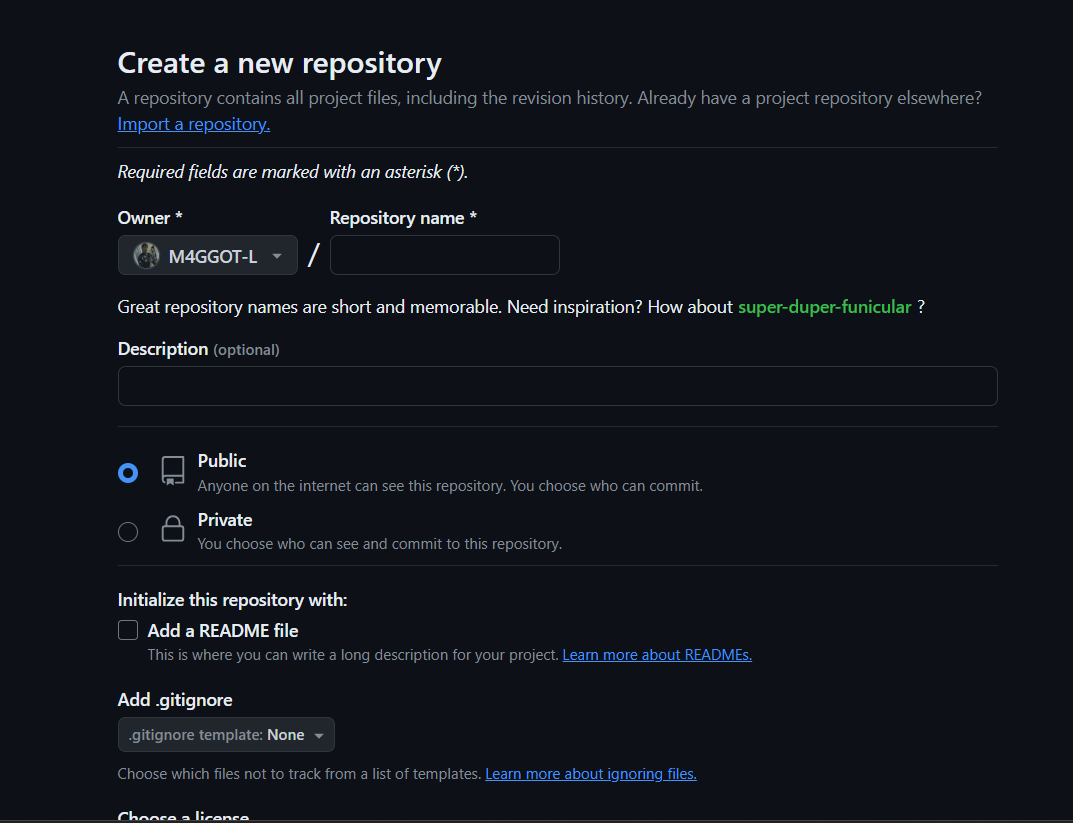 Create a new repository
A repository contains all project files, including the revision history. Already have a project repository elsewhere?
Import a repository.
Required fields are marked with an asterisk (*).
Owner * Repository name *
M4GGOT-L /
Great repository names are short and memorable. Need inspiration? How about super-duper-funicular ?
Description (optional)
Public
Anyone on the internet can see this repository. You choose who can commit.
Private
You choose who can see and commit to this repository.
Initialize this repository with:
Add a README file
This is where you can write a long description for your project. Learn more about READMEs.
Add .gitignore
.gitignore template: None
Choose which files not to track from a list of templates. Learn more about ignoring files.
Choose a license